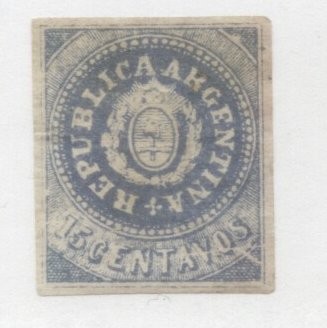 REPUBLICA ARGENTINA
15 CENTAVOS